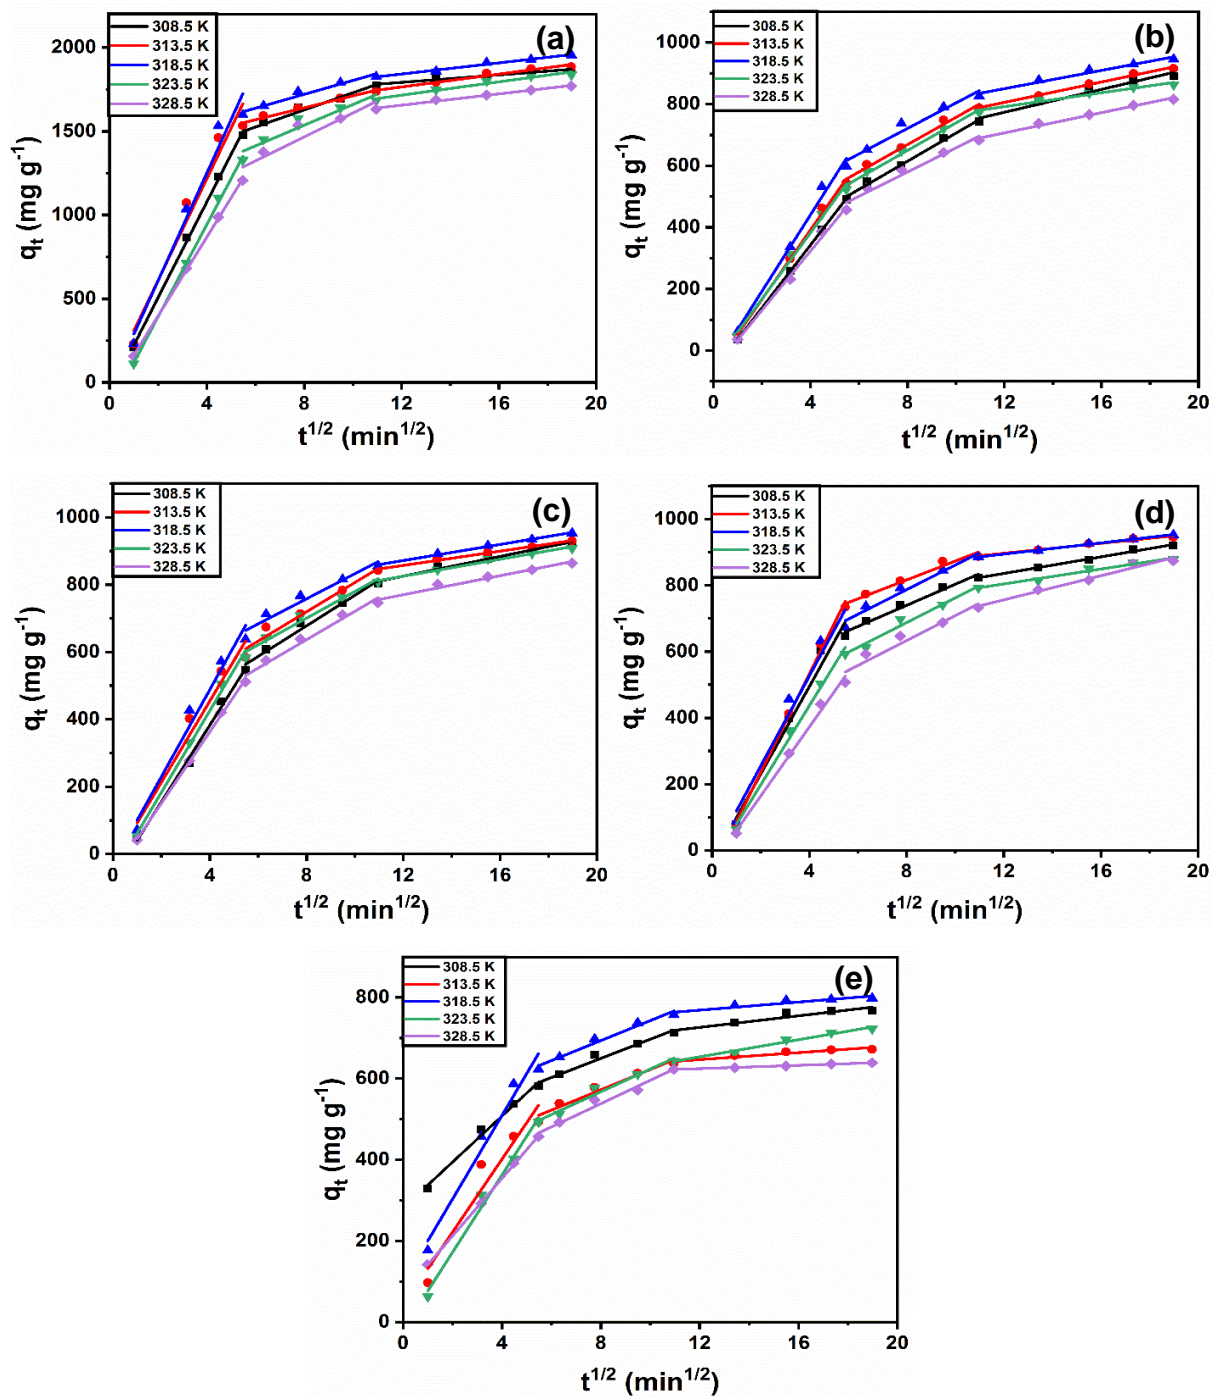 308.5 K
313.5 K
318.5 K
323.5 K
328.5 K
(a)
2000
1500
1000
500
0
qt (mg g-1)
0 4 8 12 16 20
t1/2 (min1/2)
308.5 K
313.5 K
318.5 K
323.5 K
328.5 K
(b)
1000
800
600
400
200
0
qt (mg g-1)
0 4 8 12 16 20
t1/2 (min1/2)
308.5 K
313.5 K
318.5 K
323.5 K
328.5 K
(c)
1000
800
600
400
200
0
qt (mg g-1)
0 4 8 12 16 20
t1/2 (min1/2)
308.5 K
313.5 K
318.5 K
323.5 K
328.5 K
(d)
1000
800
600
400
200
0
qt (mg g-1)
0 4 8 12 16 20
t1/2 (min1/2)
308.5 K
313.5 K
318.5 K
323.5 K
328.5 K
(e)
800
600
400
200
0
qt (mg g-1)
0 4 8 12 16 20
t1/2 (min1/2)